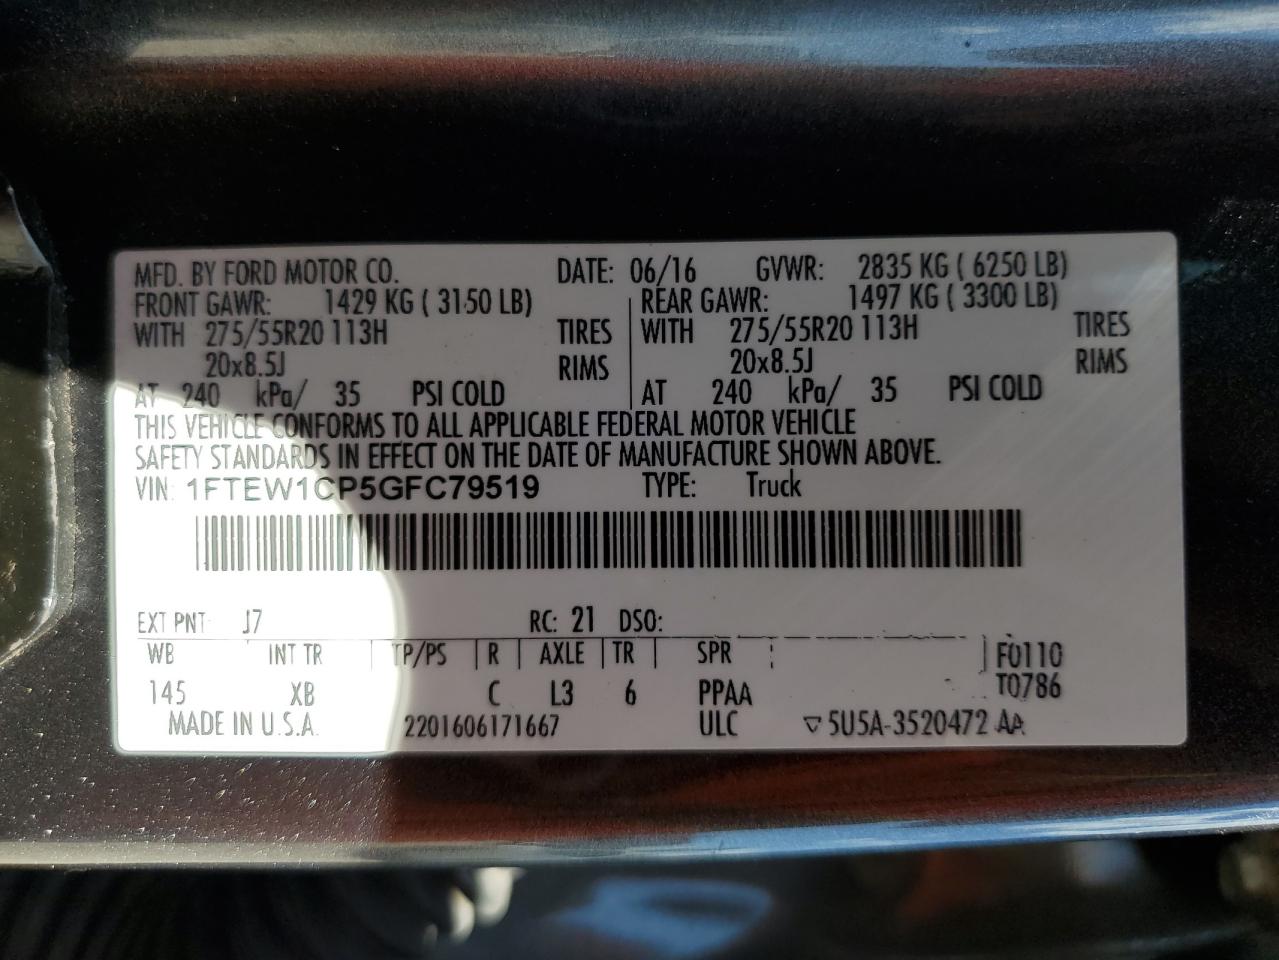 MFD. BY FORD MOTOR CO. DATE: 06/16 GVWR: 2835 KG ( 6250 LB)
FRONT GAWR: 1429 KG ( 3150 LB) REAR GAWR: 1497 KG ( 3300 LB)
WITH 275/55R20 113H TIRES WITH 275/55R20 113H TIRES
20x8.5J RIMS 20x8.5J RIMS
AT 240 kPa/ 35 PSI COLD AT 240 kPa/ 35 PSI COLD
THIS VEHICLE CONFORMS TO ALL APPLICABLE FEDERAL MOTOR VEHICLE
SAFETY STANDARDS IN EFFECT ON THE DATE OF MANUFACTURE SHOWN ABOVE.
VIN: 1FTEW1CP5GFC79519 TYPE: Truck
EXT PNT: J7 RC: 21 DSO:
WB INT TR TP/PS R AXLE TR SPR F0110
145 XB C L3 6 PPAA T0786
MADE IN U.S.A. 2201606171667 ULC ▽5U5A-3520472 AA